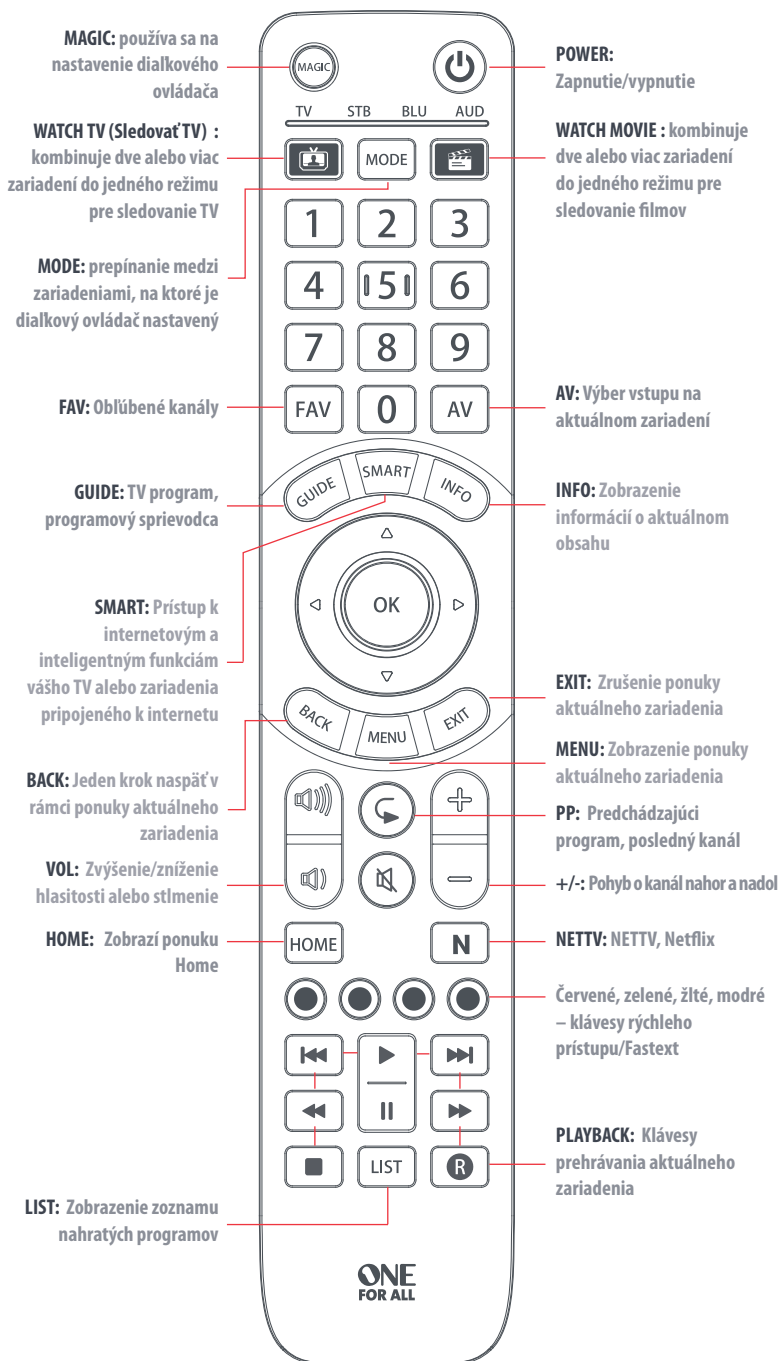 MAGIC: používa sa na
nastavenie diaľkového
ovládača
POWER:
Zapnutie/vypnutie
MAGIC
TV STB BLU AUD
WATCH TV (Sledovať TV) :
kombinuje dve alebo viac
zariadení do jedného režimu
pre sledovanie TV
MODE
WATCH MOVIE : kombinuje
dve alebo viac zariadení
do jedného režimu pre
sledovanie filmov
1 2 3
MODE: prepínanie medzi
zariadeniami, na ktoré je
diaľkový ovládač nastavený
4 5 6
7 8 9
FAV: Obľúbené kanály
FAV 0 AV
AV: Výber vstupu na
aktuálnom zariadení
GUIDE: TV program,
programový sprievodca
GUIDE SMART INFO
INFO: Zobrazenie
informácií o aktuálnom
obsahu
OK
SMART: Prístup k
internetovým a
inteligentným funkciám
vášho TV alebo zariadenia
pripojeného k internetu
EXIT: Zrušenie ponuky
aktuálneho zariadenia
BACK MENU EXIT
MENU: Zobrazenie ponuky
aktuálneho zariadenia
BACK: Jeden krok naspäť v
rámci ponuky aktuálneho
zariadenia
PP: Predchádzajúci
program, posledný kanál
VOL: Zvýšenie/zníženie
hlasitosti alebo stlmenie
+/-: Pohyb o kanál nahor a nadol
HOME: Zobrazí ponuku
Home
HOME N
NETTV: NETTV, Netflix
Červené, zelené, žlté, modré
– klávesy rýchleho
prístupu/Fastext
PLAYBACK: Klávesy
prehrávania aktuálneho
zariadenia
LIST R
LIST: Zobrazenie zoznamu
nahratých programov
ONE
FOR ALL